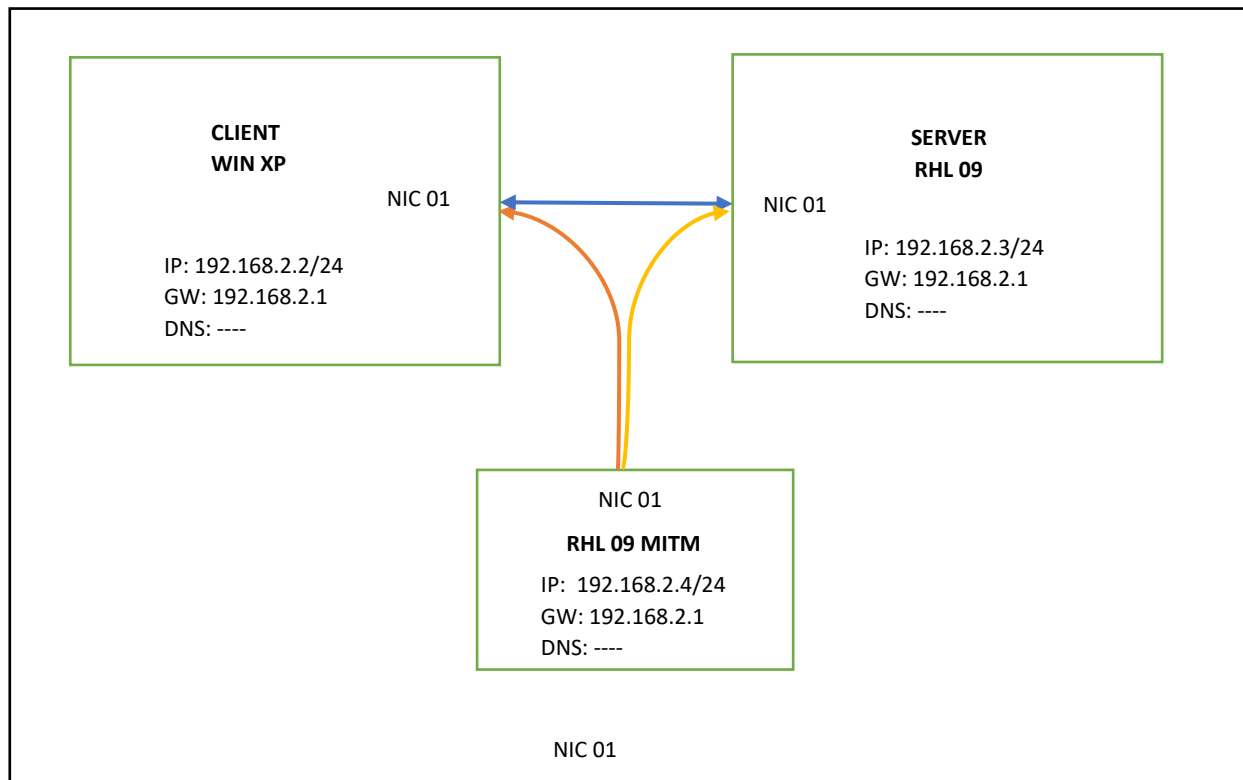 CLIENT
WIN XP
NIC 01
IP: 192.168.2.2/24
GW: 192.168.2.1
DNS: ----
SERVER
RHL 09
NIC 01
IP: 192.168.2.3/24
GW: 192.168.2.1
DNS: ----
NIC 01
RHL 09 MITM
IP:  192.168.2.4/24
GW: 192.168.2.1
DNS: ----
NIC 01